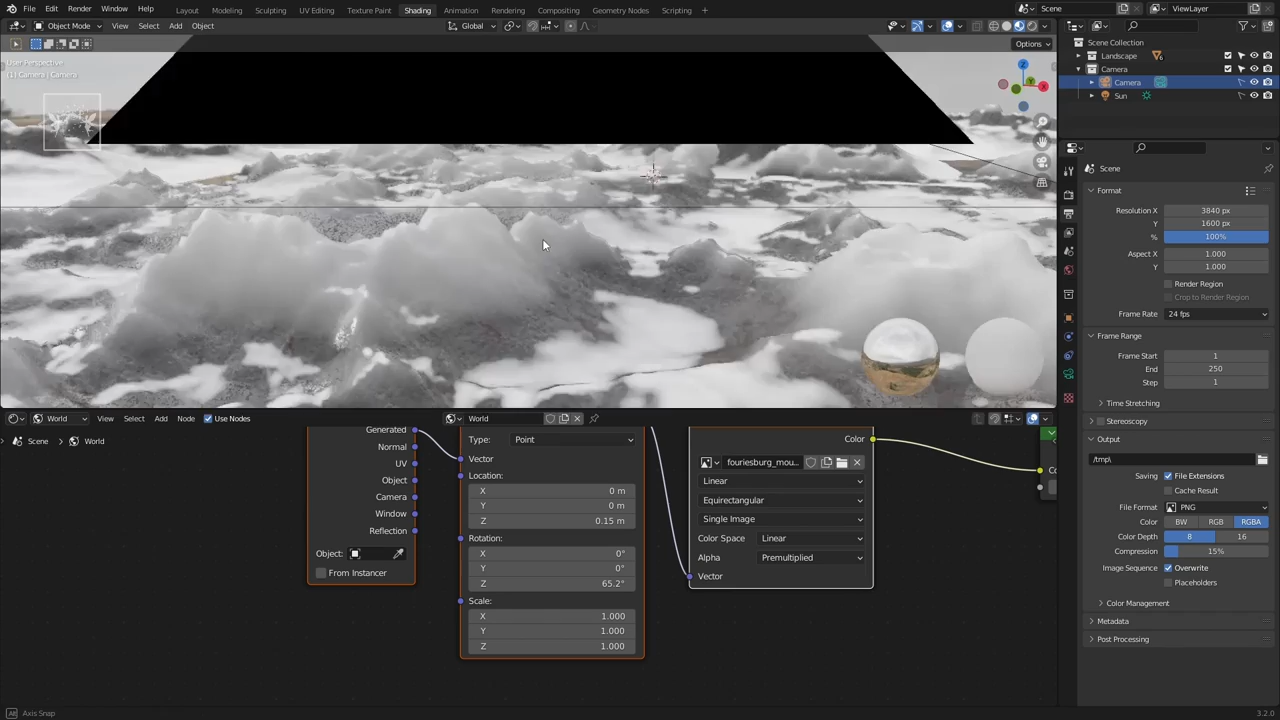 File Edit Render Window Help Layout Modeling Sculpting UV Editing Texture Paint Shading Animation Rendering Compositing Geometry Nodes Scripting + Scene ViewLayer
Object Mode View Select Add Object Global
Options
User Perspective
(1) Camera | Camera
Z
Y
X
Scene Collection
Landscape 6
Camera
Camera
Sun
Scene
Format
Resolution X 3840 px
Y 1600 px
% 100%
Aspect X 1.000
Y 1.000
Render Region
Crop to Render Region
Frame Rate 24 fps
Frame Range
Frame Start 1
End 250
Step 1
Time Stretching
Stereoscopy
Output
/tmp\
Saving File Extensions
Cache Result
File Format PNG
Color BW RGB RGBA
Color Depth 8 16
Compression 15%
Image Sequence Overwrite
Placeholders
Color Management
Metadata
Post Processing
World View Select Add Node Use Nodes World
Scene World
Generated
Normal
UV
Object
Camera
Window
Reflection
Object:
From Instancer
Type: Point
Vector
Location:
X 0 m
Y 0 m
Z 0.15 m
Rotation:
X 0°
Y 0°
Z 65.2°
Scale:
X 1.000
Y 1.000
Z 1.000
Color
fouriesburg_mou...
Linear
Equirectangular
Single Image
Color Space Linear
Alpha Premultiplied
Vector
Axis Snap
3.2.0